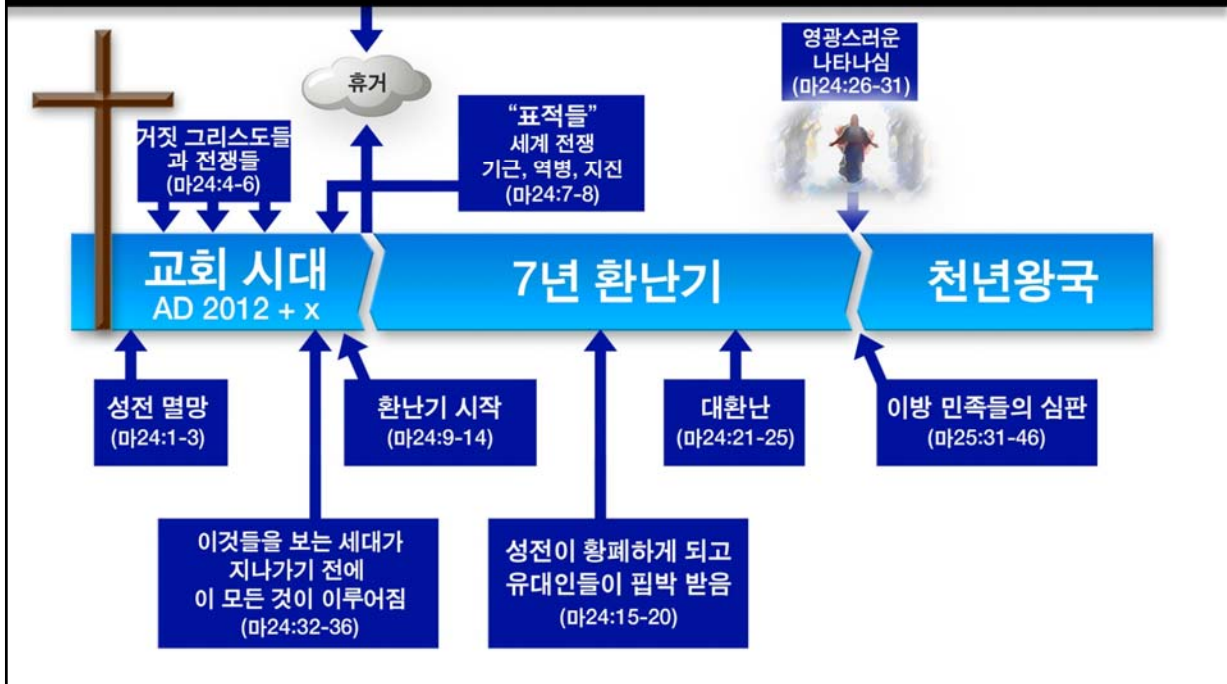 휴거
영광스러운
나타나심
(마24:26-31)
거짓 그리스도들
과 전쟁들
(마24:4-6)
“표적들”
세계 전쟁
기근, 역병, 지진
(마24:7-8)
교회 시대
AD 2012 + x
7년 환난기
천년왕국
성전 멸망
(마24:1-3)
환난기 시작
(마24:9-14)
대환난
(마24:21-25)
이방 민족들의 심판
(마25:31-46)
이것들을 보는 세대가
지나가기 전에
이 모든 것이 이루어짐
(마24:32-36)
성전이 황폐하게 되고
유대인들이 핍박 받음
(마24:15-20)